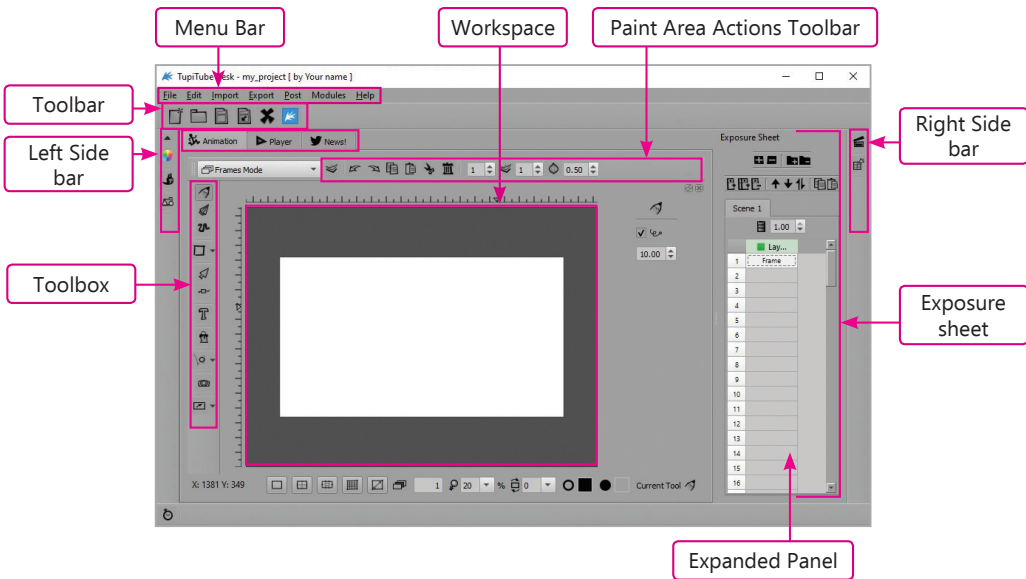 Menu Bar
Workspace
Paint Area Actions Toolbar
TupiTube Desk - my_project [ by Your name ]
Toolbar
File Edit Import Export Post Modules Help
Left Side
bar
Animation
Player
News!
Exposure Sheet
Right Side
bar
Frames Mode
1
1
0.50
Scene 1
1.00
10.00
Lay...
1 Frame
2
3
4
5
6
7
8
9
10
11
12
13
14
15
16
Toolbox
Exposure
sheet
X: 1381 Y: 349
1
20
%
0
Current Tool
Expanded Panel